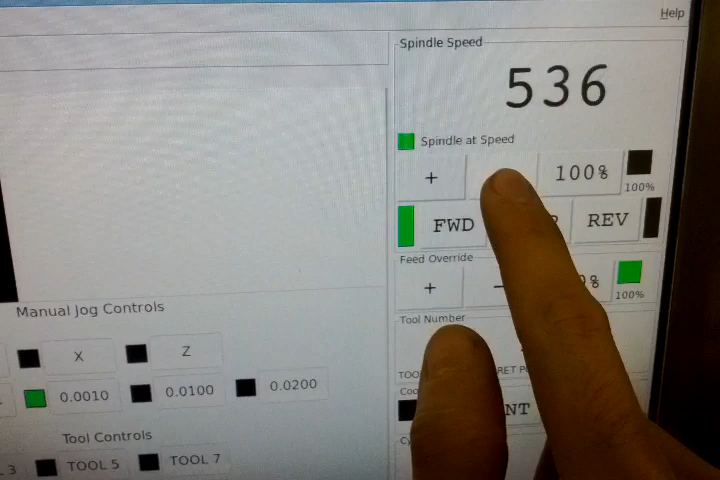 Help
Spindle Speed
536
Spindle at Speed
+ 100%
100%
FWD REV
Feed Override
+ - %
100%
Manual Jog Controls
Tool Number
X Z
0.0010 0.0100 0.0200
Tool Controls
3 TOOL 5 TOOL 7